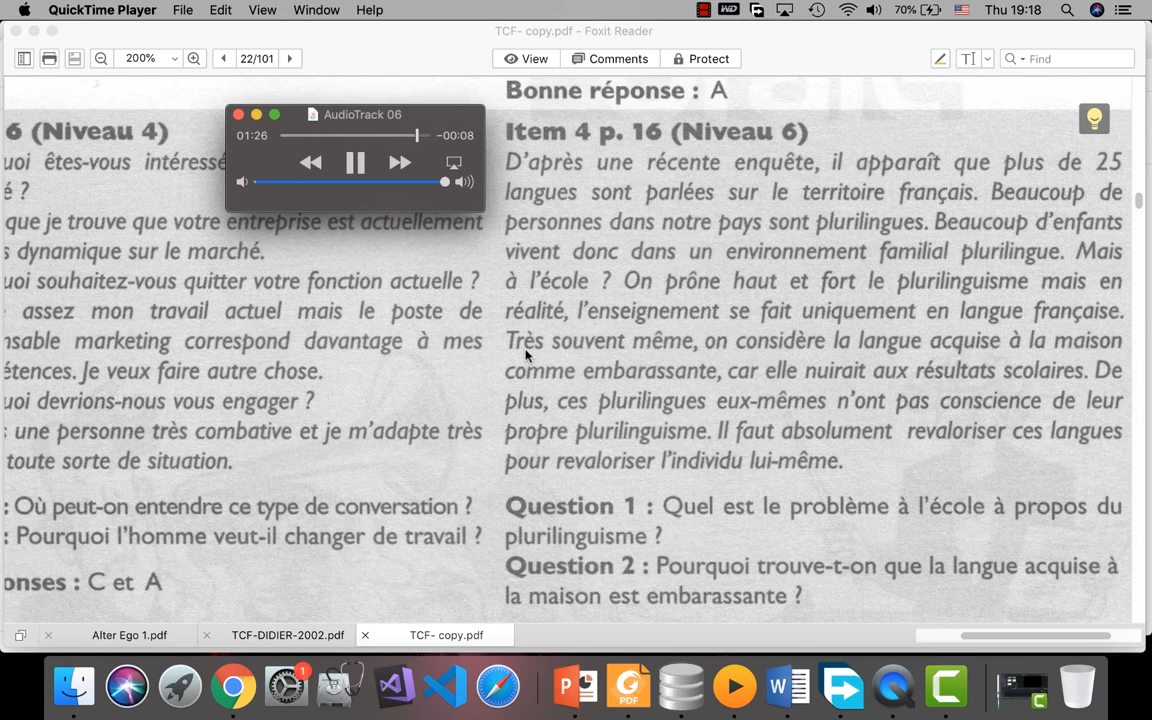 QuickTime Player File Edit View Window Help
70% Thu 19:18
TCF- copy.pdf - Foxit Reader
200% 22/101 View Comments Protect Find
AudioTrack 06
01:26 -00:08
6 (Niveau 4)
uoi êtes-vous intéressé
é ?
que je trouve que votre entreprise est actuellement
s dynamique sur le marché.
uoi souhaitez-vous quitter votre fonction actuelle ?
assez mon travail actuel mais le poste de
nsable marketing correspond davantage à mes
étences. Je veux faire autre chose.
uoi devrions-nous vous engager ?
une personne très combative et je m'adapte très
toute sorte de situation.
: Où peut-on entendre ce type de conversation ?
: Pourquoi l'homme veut-il changer de travail ?
onses : C et A
Bonne réponse : A
Item 4 p. 16 (Niveau 6)
D'après une récente enquête, il apparaît que plus de 25
langues sont parlées sur le territoire français. Beaucoup de
personnes dans notre pays sont plurilingues. Beaucoup d'enfants
vivent donc dans un environnement familial plurilingue. Mais
à l'école ? On prône haut et fort le plurilinguisme mais en
réalité, l'enseignement se fait uniquement en langue française.
Très souvent même, on considère la langue acquise à la maison
comme embarrassante, car elle nuirait aux résultats scolaires. De
plus, ces plurilingues eux-mêmes n'ont pas conscience de leur
propre plurilinguisme. Il faut absolument revaloriser ces langues
pour revaloriser l'individu lui-même.
Question 1 : Quel est le problème à l'école à propos du
plurilinguisme ?
Question 2 : Pourquoi trouve-t-on que la langue acquise à
la maison est embarassante ?
Alter Ego 1.pdf TCF-DIDIER-2002.pdf TCF- copy.pdf